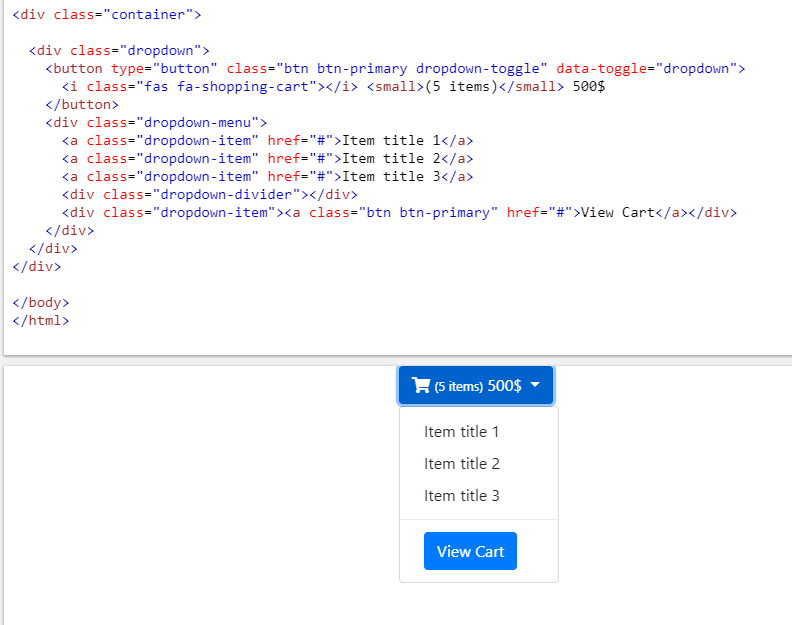 <div class="container">
<div class="dropdown">
<button type="button" class="btn btn-primary dropdown-toggle" data-toggle="dropdown">
<i class="fas fa-shopping-cart"></i> <small>(5 items)</small> 500$
</button>
<div class="dropdown-menu">
<a class="dropdown-item" href="#">Item title 1</a>
<a class="dropdown-item" href="#">Item title 2</a>
<a class="dropdown-item" href="#">Item title 3</a>
<div class="dropdown-divider"></div>
<div class="dropdown-item"><a class="btn btn-primary" href="#">View Cart</a></div>
</div>
</div>
</div>
</body>
</html>
(5 items) 500$
Item title 1
Item title 2
Item title 3
View Cart